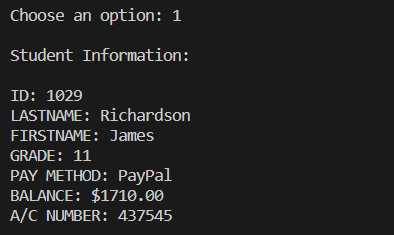 Choose an option: 1
Student Information:
ID: 1029
LASTNAME: Richardson
FIRSTNAME: James
GRADE: 11
PAY METHOD: PayPal
BALANCE: $1710.00
A/C NUMBER: 437545